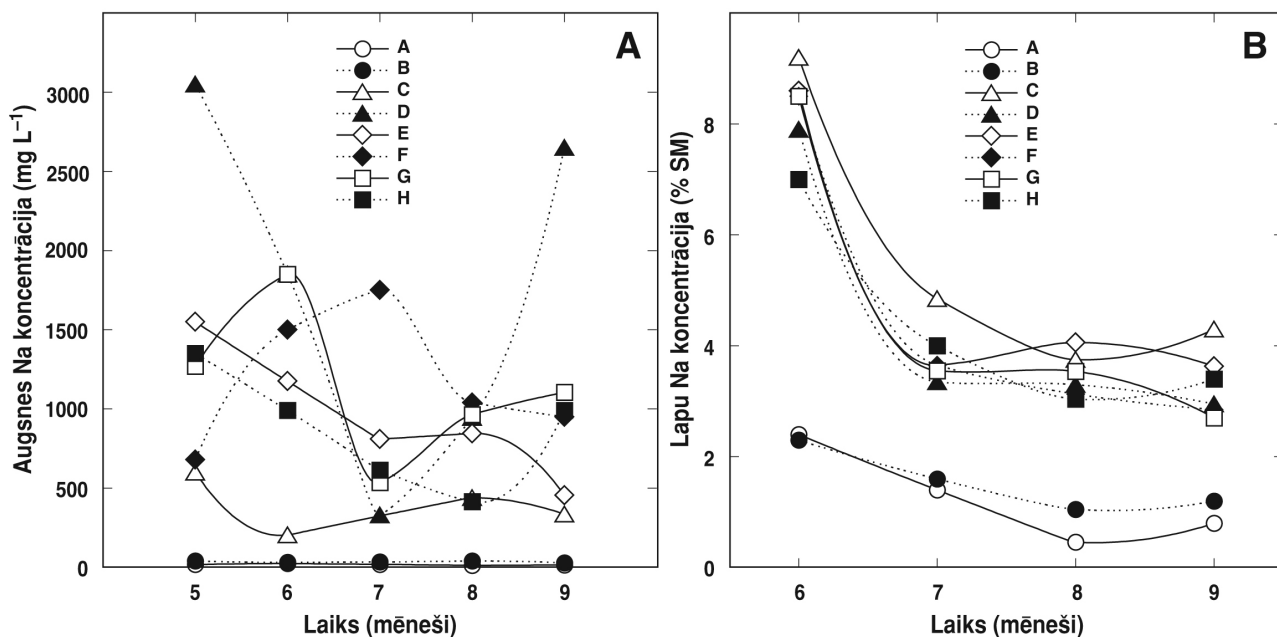 A
A
B
C
D
E
F
G
H
Augsnes Na koncentrācija (mg L⁻¹)
3000
2500
2000
1500
1000
500
0
5 6 7 8 9
Laiks (mēneši)
B
A
B
C
D
E
F
G
H
Lapu Na koncentrācija (% SM)
8
6
4
2
0
6 7 8 9
Laiks (mēneši)